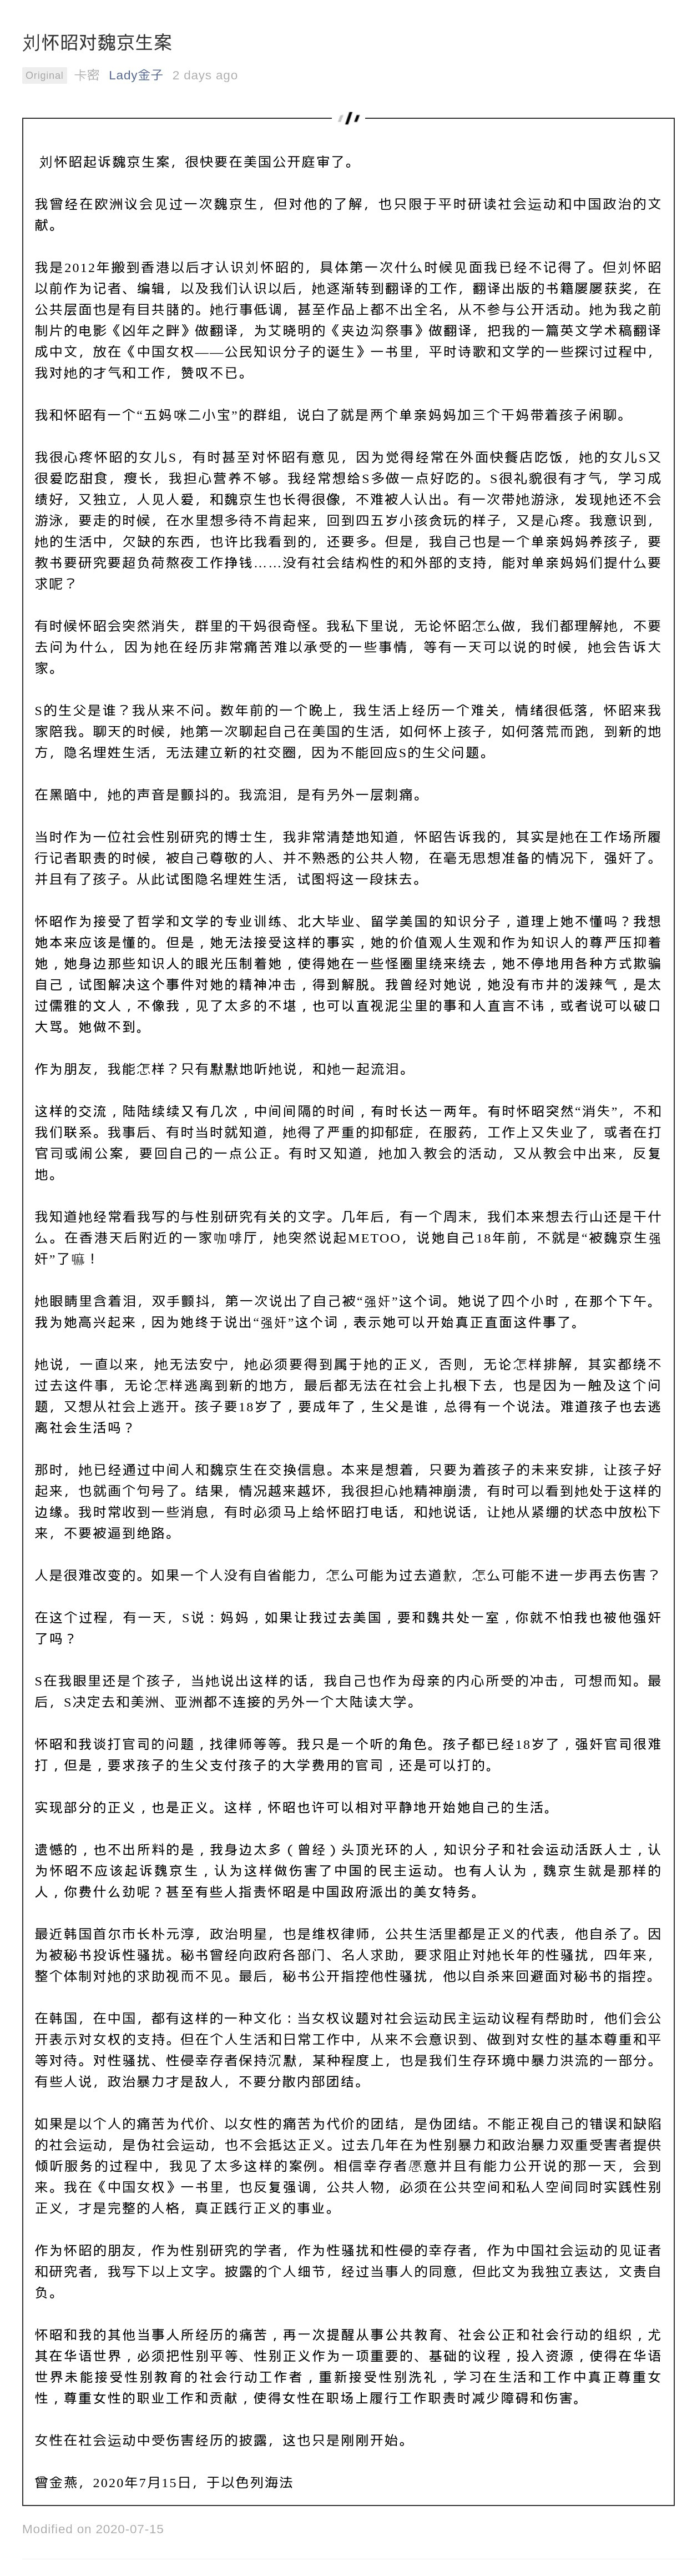 刘怀昭对魏京生案
Original 卡密 Lady金子 2 days ago
刘怀昭起诉魏京生案，很快要在美国公开庭审了。
我曾经在欧洲议会见过一次魏京生，但对他的了解，也只限于平时研读社会运动和中国政治的文
献。
我是2012年搬到香港以后才认识刘怀昭的，具体第一次什么时候见面我已经不记得了。但刘怀昭
以前作为记者、编辑，以及我们认识以后，她逐渐转到翻译的工作，翻译出版的书籍屡屡获奖，在
公共层面也是有目共睹的。她行事低调，甚至作品上都不出全名，从不参与公开活动。她为我之前
制片的电影《凶年之畔》做翻译，为艾晓明的《夹边沟祭事》做翻译，把我的一篇英文学术稿翻译
成中文，放在《中国女权——公民知识分子的诞生》一书里，平时诗歌和文学的一些探讨过程中，
我对她的才气和工作，赞叹不已。
我和怀昭有一个“五妈咪二小宝”的群组，说白了就是两个单亲妈妈加三个干妈带着孩子闲聊。
我很心疼怀昭的女儿S，有时甚至对怀昭有意见，因为觉得经常在外面快餐店吃饭，她的女儿S又
很爱吃甜食，瘦长，我担心营养不够。我经常想给S多做一点好吃的。S很礼貌很有才气，学习成
绩好，又独立，人见人爱，和魏京生也长得很像，不难被人认出。有一次带她游泳，发现她还不会
游泳，要走的时候，在水里想多待不肯起来，回到四五岁小孩贪玩的样子，又是心疼。我意识到，
她的生活中，欠缺的东西，也许比我看到的，还要多。但是，我自己也是一个单亲妈妈养孩子，要
教书要研究要超负荷熬夜工作挣钱……没有社会结构性的和外部的支持，能对单亲妈妈们提什么要
求呢？
有时候怀昭会突然消失，群里的干妈很奇怪。我私下里说，无论怀昭怎么做，我们都理解她，不要
去问为什么，因为她在经历非常痛苦难以承受的一些事情，等有一天可以说的时候，她会告诉大
家。
S的生父是谁？我从来不问。数年前的一个晚上，我生活上经历一个难关，情绪很低落，怀昭来我
家陪我。聊天的时候，她第一次聊起自己在美国的生活，如何怀上孩子，如何落荒而跑，到新的地
方，隐名埋姓生活，无法建立新的社交圈，因为不能回应S的生父问题。
在黑暗中，她的声音是颤抖的。我流泪，是有另外一层刺痛。
当时作为一位社会性别研究的博士生，我非常清楚地知道，怀昭告诉我的，其实是她在工作场所履
行记者职责的时候，被自己尊敬的人、并不熟悉的公共人物，在毫无思想准备的情况下，强奸了。
并且有了孩子。从此试图隐名埋姓生活，试图将这一段抹去。
怀昭作为接受了哲学和文学的专业训练、北大毕业、留学美国的知识分子，道理上她不懂吗？我想
她本来应该是懂的。但是，她无法接受这样的事实，她的价值观人生观和作为知识人的尊严压抑着
她，她身边那些知识人的眼光压制着她，使得她在一些怪圈里绕来绕去，她不停地用各种方式欺骗
自己，试图解决这个事件对她的精神冲击，得到解脱。我曾经对她说，她没有市井的泼辣气，是太
过儒雅的文人，不像我，见了太多的不堪，也可以直视泥尘里的事和人直言不讳，或者说可以破口
大骂。她做不到。
作为朋友，我能怎样？只有默默地听她说，和她一起流泪。
这样的交流，陆陆续续又有几次，中间间隔的时间，有时长达一两年。有时怀昭突然“消失”，不和
我们联系。我事后、有时当时就知道，她得了严重的抑郁症，在服药，工作上又失业了，或者在打
官司或闹公案，要回自己的一点公正。有时又知道，她加入教会的活动，又从教会中出来，反复
地。
我知道她经常看我写的与性别研究有关的文字。几年后，有一个周末，我们本来想去行山还是干什
么。在香港天后附近的一家咖啡厅，她突然说起METOO，说她自己18年前，不就是“被魏京生强
奸”了嘛！
她眼睛里含着泪，双手颤抖，第一次说出了自己被“强奸”这个词。她说了四个小时，在那个下午。
我为她高兴起来，因为她终于说出“强奸”这个词，表示她可以开始真正直面这件事了。
她说，一直以来，她无法安宁，她必须要得到属于她的正义，否则，无论怎样排解，其实都绕不
过去这件事，无论怎样逃离到新的地方，最后都无法在社会上扎根下去，也是因为一触及这个问
题，又想从社会上逃开。孩子要18岁了，要成年了，生父是谁，总得有一个说法。难道孩子也去逃
离社会生活吗？
那时，她已经通过中间人和魏京生在交换信息。本来是想着，只要为着孩子的未来安排，让孩子好
起来，也就画个句号了。结果，情况越来越坏，我很担心她精神崩溃，有时可以看到她处于这样的
边缘。我时常收到一些消息，有时必须马上给怀昭打电话，和她说话，让她从紧绷的状态中放松下
来，不要被逼到绝路。
人是很难改变的。如果一个人没有自省能力，怎么可能为过去道歉，怎么可能不进一步再去伤害？
在这个过程，有一天，S说：妈妈，如果让我过去美国，要和魏共处一室，你就不怕我也被他强奸
了吗？
S在我眼里还是个孩子，当她说出这样的话，我自己也作为母亲的内心所受的冲击，可想而知。最
后，S决定去和美洲、亚洲都不连接的另外一个大陆读大学。
怀昭和我谈打官司的问题，找律师等等。我只是一个听的角色。孩子都已经18岁了，强奸官司很难
打，但是，要求孩子的生父支付孩子的大学费用的官司，还是可以打的。
实现部分的正义，也是正义。这样，怀昭也许可以相对平静地开始她自己的生活。
遗憾的，也不出所料的是，我身边太多（曾经）头顶光环的人，知识分子和社会运动活跃人士，认
为怀昭不应该起诉魏京生，认为这样做伤害了中国的民主运动。也有人认为，魏京生就是那样的
人，你费什么劲呢？甚至有些人指责怀昭是中国政府派出的美女特务。
最近韩国首尔市长朴元淳，政治明星，也是维权律师，公共生活里都是正义的代表，他自杀了。因
为被秘书投诉性骚扰。秘书曾经向政府各部门、名人求助，要求阻止对她长年的性骚扰，四年来，
整个体制对她的求助视而不见。最后，秘书公开指控他性骚扰，他以自杀来回避面对秘书的指控。
在韩国，在中国，都有这样的一种文化：当女权议题对社会运动民主运动议程有帮助时，他们会公
开表示对女权的支持。但在个人生活和日常工作中，从来不会意识到、做到对女性的基本尊重和平
等对待。对性骚扰、性侵幸存者保持沉默，某种程度上，也是我们生存环境中暴力洪流的一部分。
有些人说，政治暴力才是敌人，不要分散内部团结。
如果是以个人的痛苦为代价、以女性的痛苦为代价的团结，是伪团结。不能正视自己的错误和缺陷
的社会运动，是伪社会运动，也不会抵达正义。过去几年在为性别暴力和政治暴力双重受害者提供
倾听服务的过程中，我见了太多这样的案例。相信幸存者愿意并且有能力公开说的那一天，会到
来。我在《中国女权》一书里，也反复强调，公共人物，必须在公共空间和私人空间同时实践性别
正义，才是完整的人格，真正践行正义的事业。
作为怀昭的朋友，作为性别研究的学者，作为性骚扰和性侵的幸存者，作为中国社会运动的见证者
和研究者，我写下以上文字。披露的个人细节，经过当事人的同意，但此文为我独立表达，文责自
负。
怀昭和我的其他当事人所经历的痛苦，再一次提醒从事公共教育、社会公正和社会行动的组织，尤
其在华语世界，必须把性别平等、性别正义作为一项重要的、基础的议程，投入资源，使得在华语
世界未能接受性别教育的社会行动工作者，重新接受性别洗礼，学习在生活和工作中真正尊重女
性，尊重女性的职业工作和贡献，使得女性在职场上履行工作职责时减少障碍和伤害。
女性在社会运动中受伤害经历的披露，这也只是刚刚开始。
曾金燕，2020年7月15日，于以色列海法
Modified on 2020-07-15